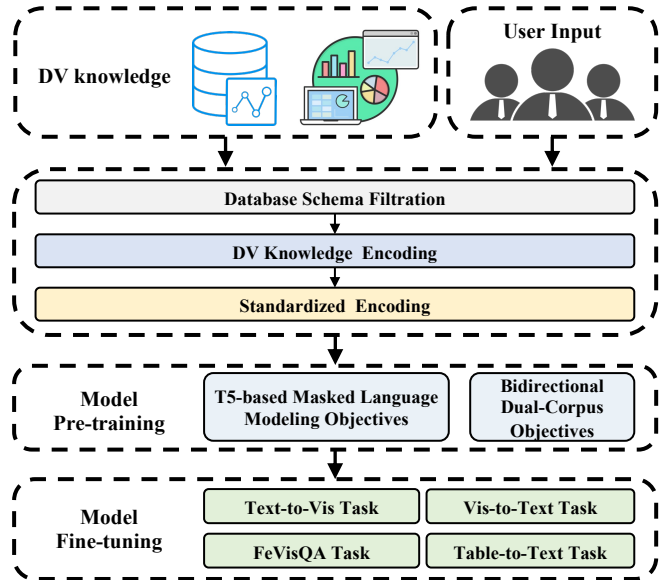 DV knowledge
User Input
Database Schema Filtration
DV Knowledge Encoding
Standardized Encoding
Model
Pre-training
T5-based Masked Language
Modeling Objectives
Bidirectional
Dual-Corpus
Objectives
Model
Fine-tuning
Text-to-Vis Task
Vis-to-Text Task
FeVisQA Task
Table-to-Text Task